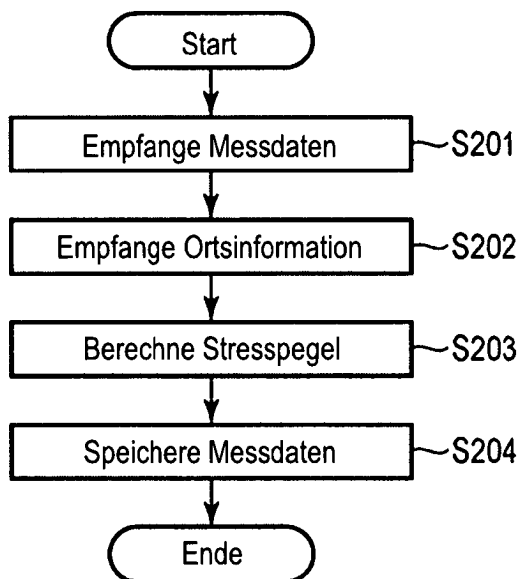 Start
Empfange Messdaten S201
Empfange Ortsinformation S202
Berechne Stresspegel S203
Speichere Messdaten S204
Ende